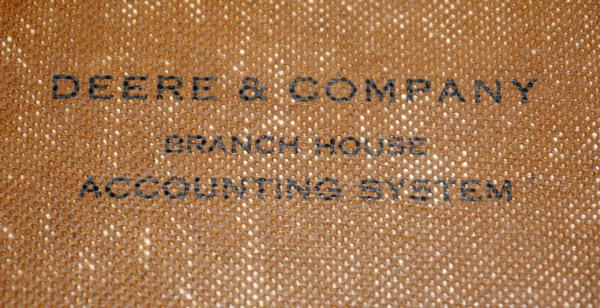 DEERE & COMPANY
BRANCH HOUSE
ACCOUNTING SYSTEM